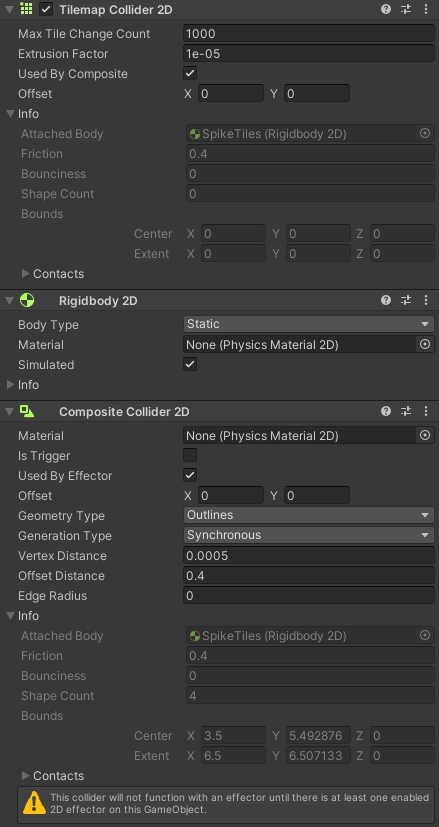 Tilemap Collider 2D
Max Tile Change Count 1000
Extrusion Factor 1e-05
Used By Composite
Offset X 0 Y 0
Info
Attached Body SpikeTiles (Rigidbody 2D)
Friction 0.4
Bounciness 0
Shape Count 0
Bounds
Center X 0 Y 0 Z 0
Extent X 0 Y 0 Z 0
Contacts
Rigidbody 2D
Body Type Static
Material None (Physics Material 2D)
Simulated
Info
Composite Collider 2D
Material None (Physics Material 2D)
Is Trigger
Used By Effector
Offset X 0 Y 0
Geometry Type Outlines
Generation Type Synchronous
Vertex Distance 0.0005
Offset Distance 0.4
Edge Radius 0
Info
Attached Body SpikeTiles (Rigidbody 2D)
Friction 0.4
Bounciness 0
Shape Count 4
Bounds
Center X 3.5 Y 5.492876 Z 0
Extent X 6.5 Y 6.507133 Z 0
Contacts
This collider will not function with an effector until there is at least one enabled
2D effector on this GameObject.